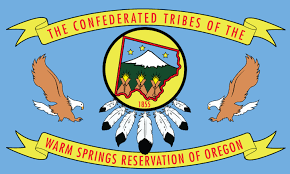 THE CONFEDERATED TRIBES OF THE
1855
WARM SPRINGS RESERVATION OF OREGON